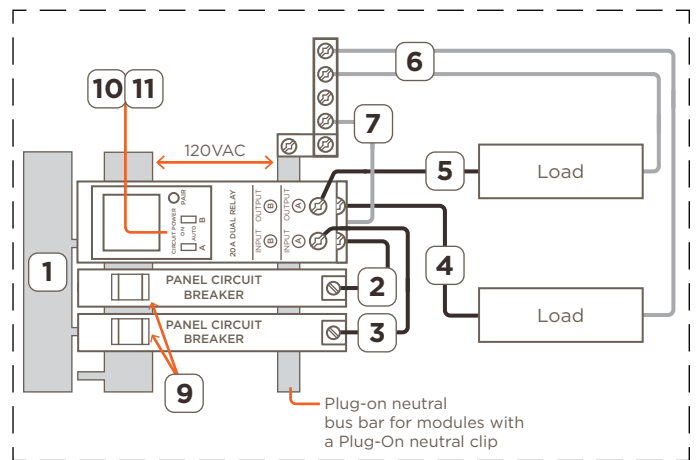 6
10 11
7
120VAC
5
Load
PAIR
CIRCUIT POWER
ON
AUTO
A B
20A DUAL RELAY
INPUT OUTPUT
B B
INPUT OUTPUT
A A
1
4
PANEL CIRCUIT
BREAKER
2
Load
PANEL CIRCUIT
BREAKER
3
9
Plug-on neutral
bus bar for modules with
a Plug-On neutral clip